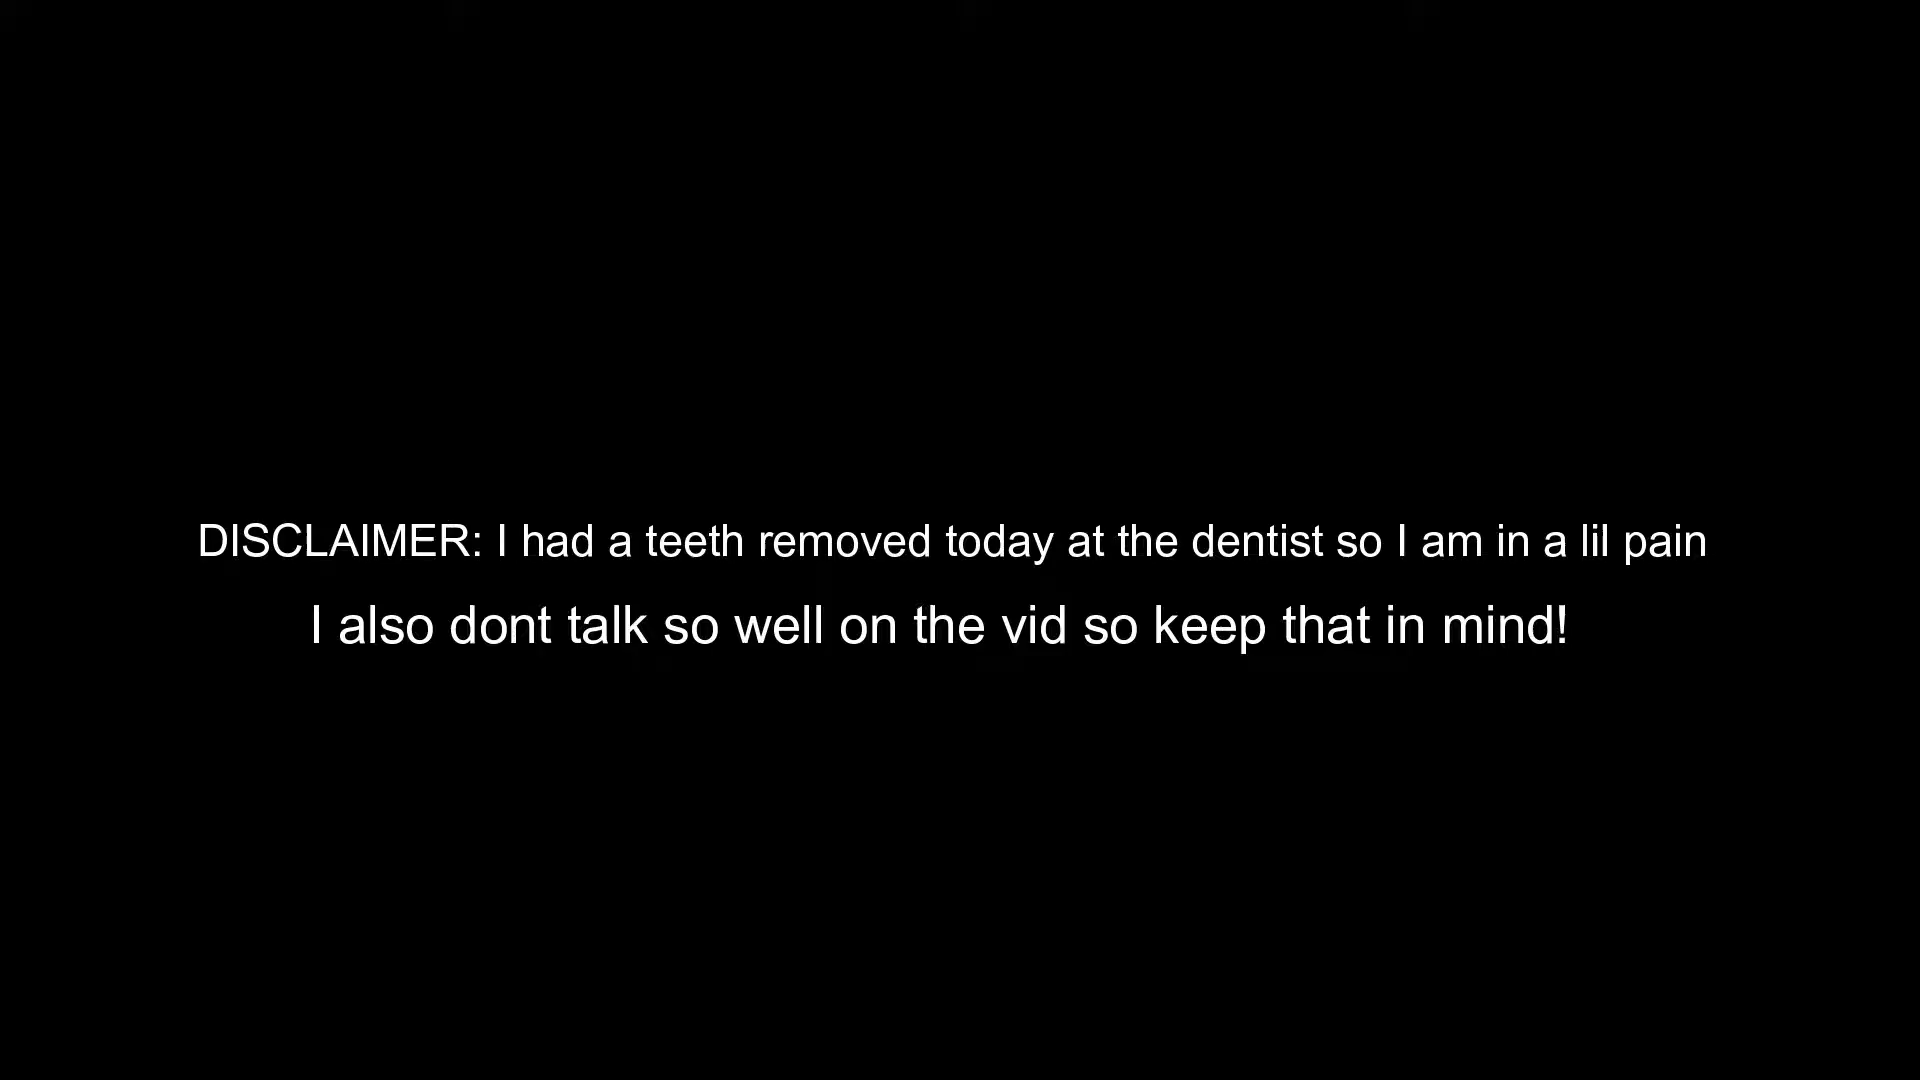 DISCLAIMER: I had a teeth removed today at the dentist so I am in a lil pain
I also dont talk so well on the vid so keep that in mind!